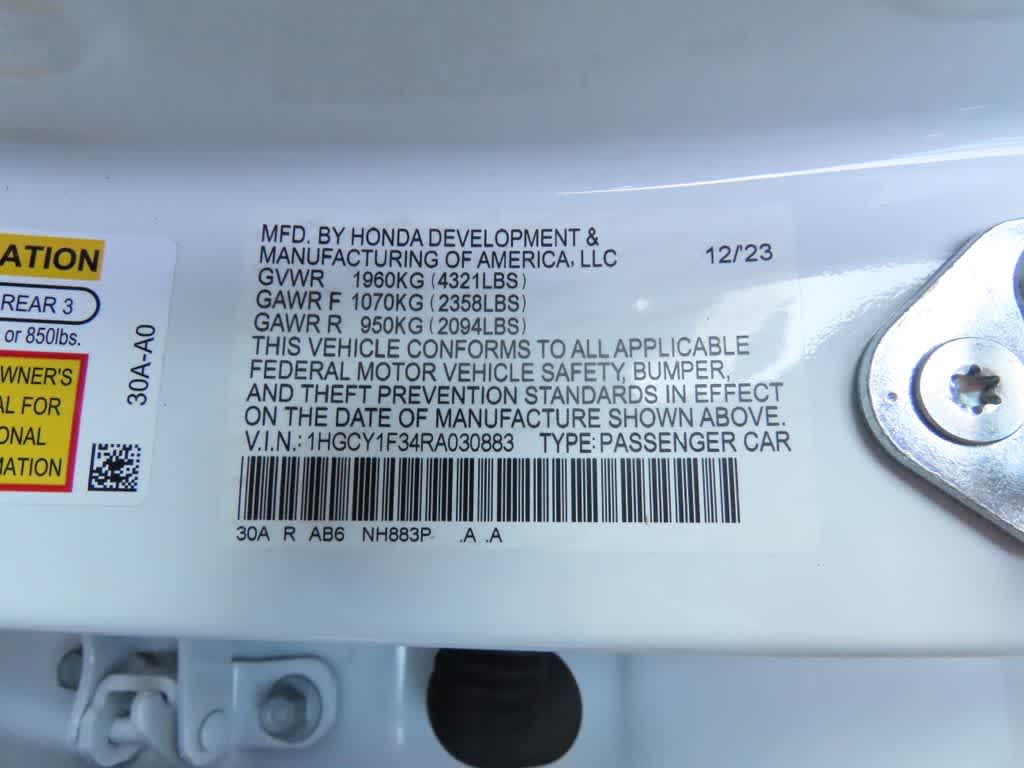 ATION
REAR 3
or 850lbs.
WNER'S
AL FOR
ONAL
MATION
30A-A0
MFD. BY HONDA DEVELOPMENT &
MANUFACTURING OF AMERICA, LLC 12/'23
GVWR 1960KG (4321LBS)
GAWR F 1070KG (2358LBS)
GAWR R 950KG (2094LBS)
THIS VEHICLE CONFORMS TO ALL APPLICABLE
FEDERAL MOTOR VEHICLE SAFETY, BUMPER,
AND THEFT PREVENTION STANDARDS IN EFFECT
ON THE DATE OF MANUFACTURE SHOWN ABOVE.
V.I.N.: 1HGCY1F34RA030883 TYPE: PASSENGER CAR
30A R AB6 NH883P .A .A